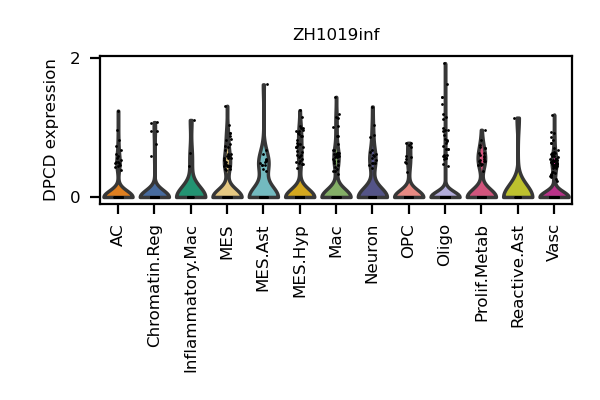 ZH1019inf
DPCD expression
2
0
AC
Chromatin.Reg
Inflammatory.Mac
MES
MES.Ast
MES.Hyp
Mac
Neuron
OPC
Oligo
Prolif.Metab
Reactive.Ast
Vasc